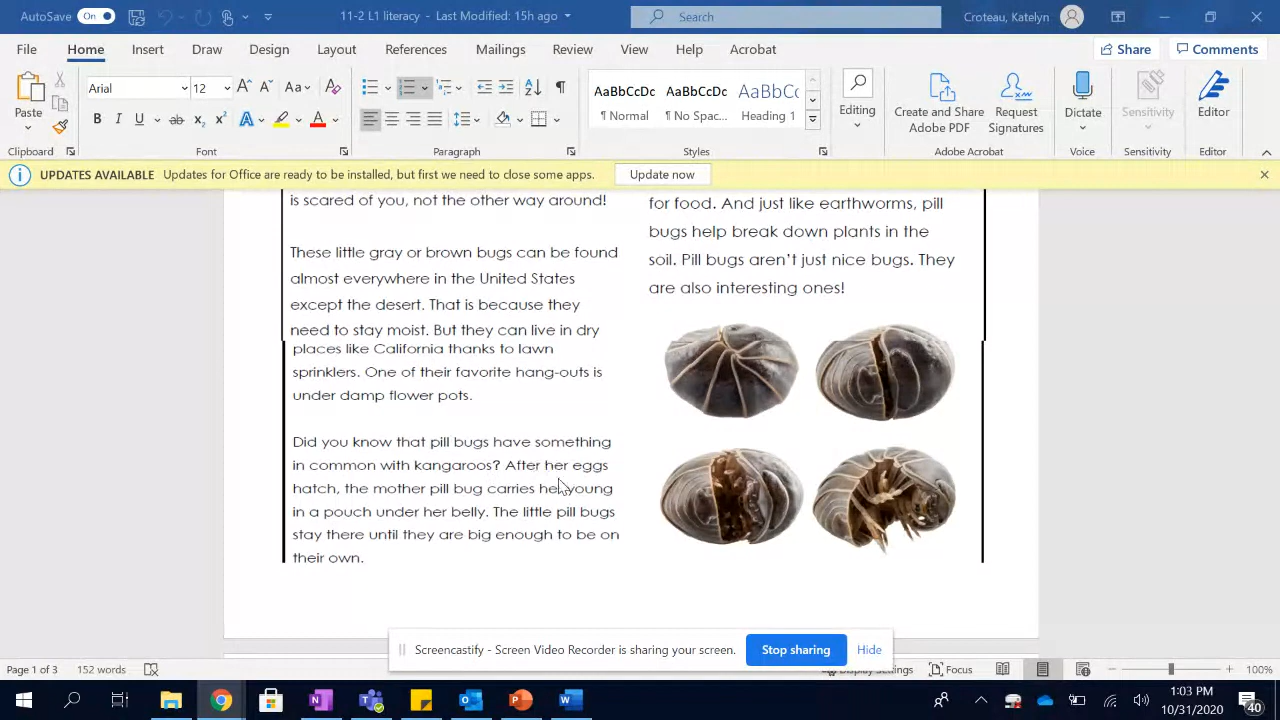 AutoSave On 11-2 L1 literacy - Last Modified: 15h ago Search Croteau, Katelyn
File Home Insert Draw Design Layout References Mailings Review View Help Acrobat Share Comments
Paste Arial 12 Aa AaBbCcDc AaBbCcDc AaBbCc Editing Create and Share Adobe PDF Request Signatures Dictate Sensitivity Editor
B I U ab x₂ x² A A ¶ Normal ¶ No Spac... Heading 1
Clipboard Font Paragraph Styles Adobe Acrobat Voice Sensitivity Editor
UPDATES AVAILABLE Updates for Office are ready to be installed, but first we need to close some apps. Update now
is scared of you, not the other way around!
These little gray or brown bugs can be found
almost everywhere in the United States
except the desert. That is because they
need to stay moist. But they can live in dry
places like California thanks to lawn
sprinklers. One of their favorite hang-outs is
under damp flower pots.
Did you know that pill bugs have something
in common with kangaroos? After her eggs
hatch, the mother pill bug carries her young
in a pouch under her belly. The little pill bugs
stay there until they are big enough to be on
their own.
for food. And just like earthworms, pill
bugs help break down plants in the
soil. Pill bugs aren't just nice bugs. They
are also interesting ones!
Screencastify - Screen Video Recorder is sharing your screen. Stop sharing Hide
Page 1 of 3 152 words Display Settings Focus 100%
1:03 PM
10/31/2020 40